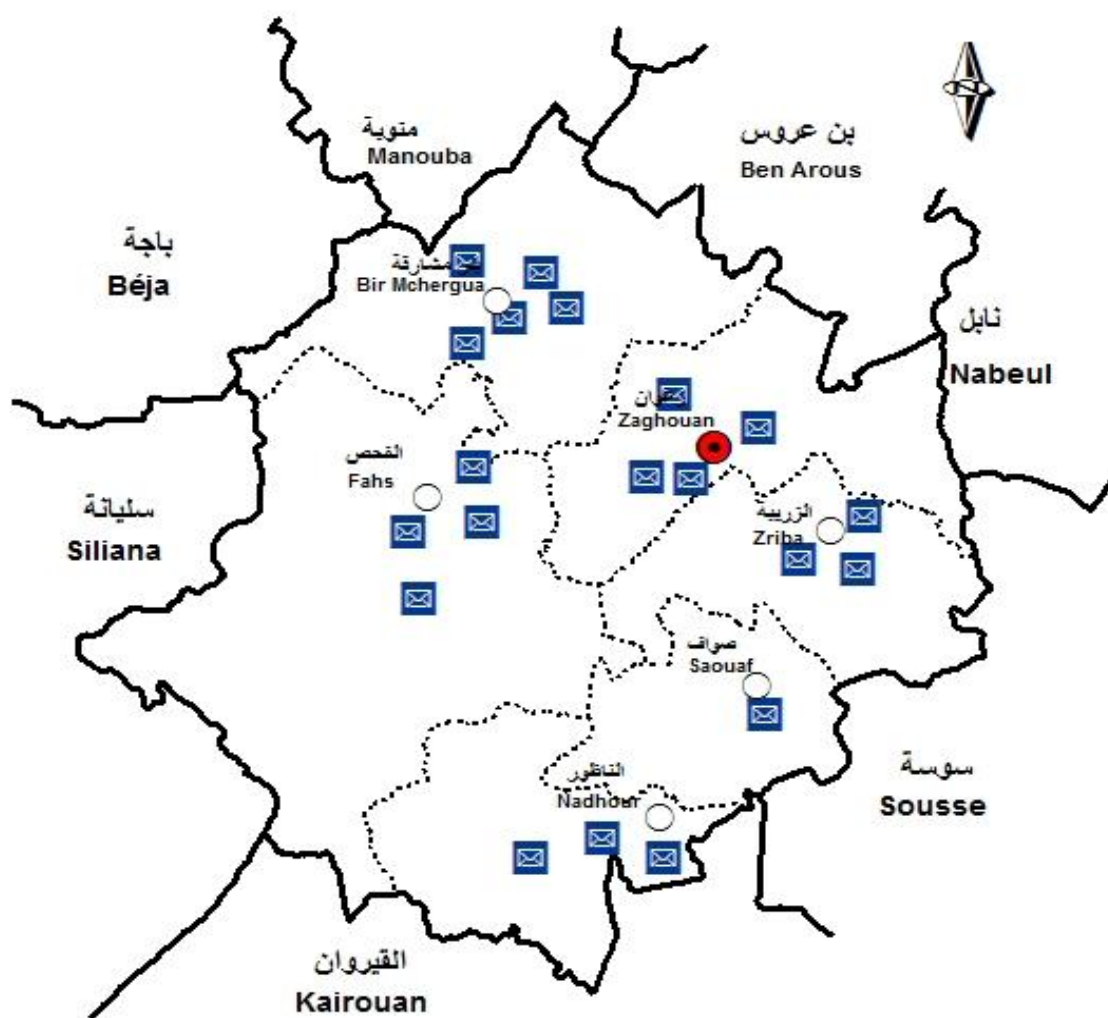 منوبة
Manouba
بن عروس
Ben Arous
N
باجة
Béja
مشارقة
Bir Mchergua
نابل
Nabeul
Zaghouan
الفحص
Fahs
سليانة
Siliana
الزريبة
Zriba
صواف
Saouaf
سوسة
Sousse
الناظور
Nadhour
القيروان
Kairouan